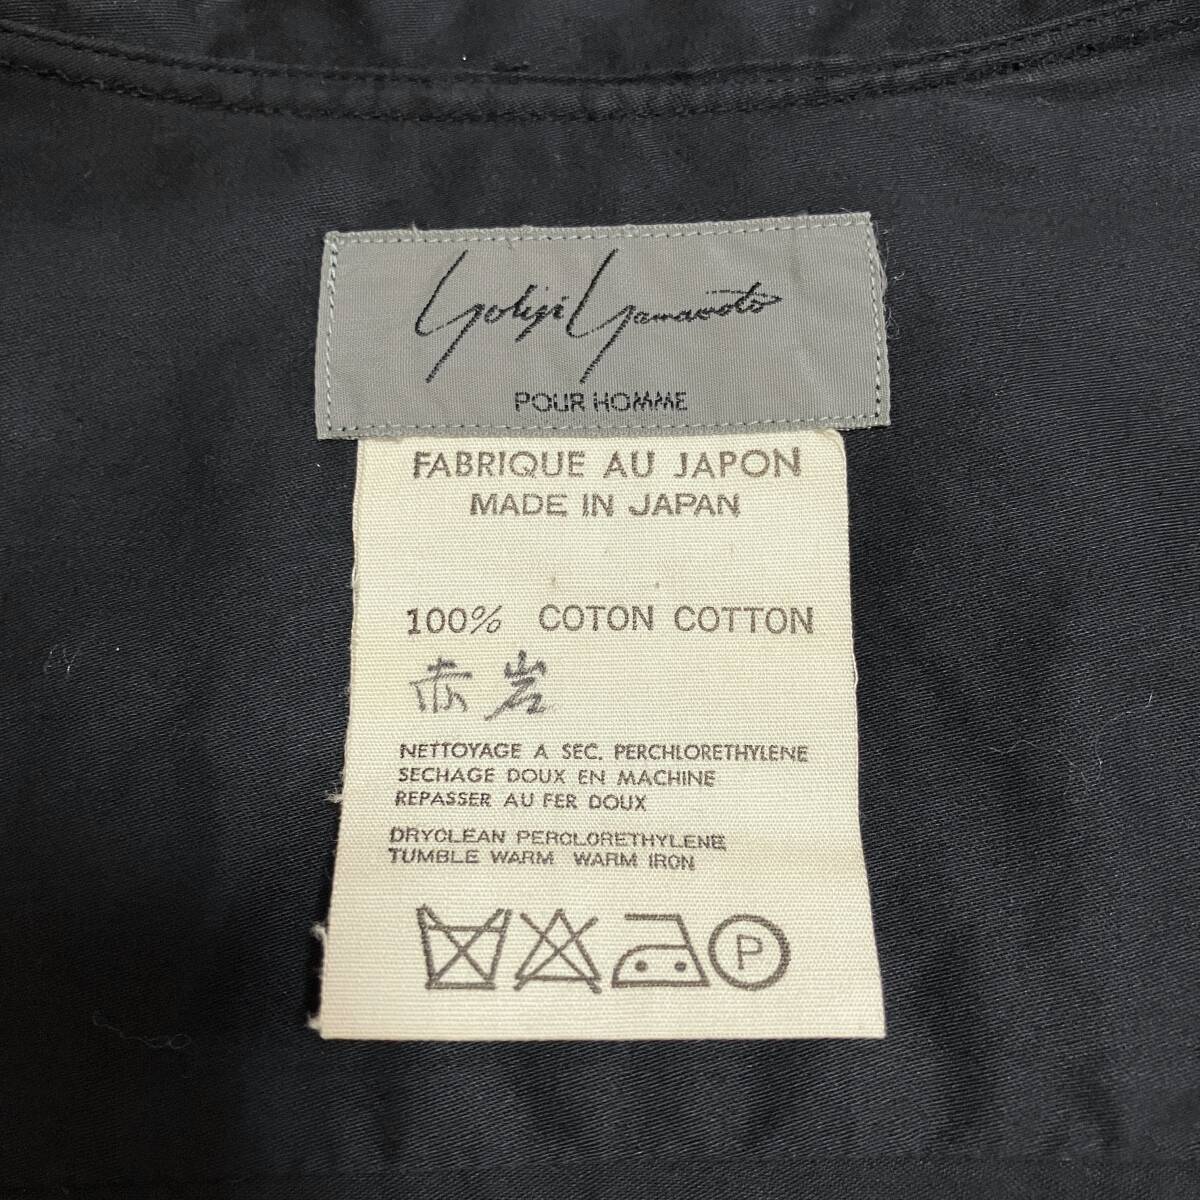 Yohji Yamamoto
POUR HOMME
FABRIQUE AU JAPON
MADE IN JAPAN
100% COTON COTTON
赤岩
NETTOYAGE A SEC. PERCHLORETHYLENE
SECHAGE DOUX EN MACHINE
REPASSER AU FER DOUX
DRYCLEAN PERCLORETHYLENE
TUMBLE WARM WARM IRON
P